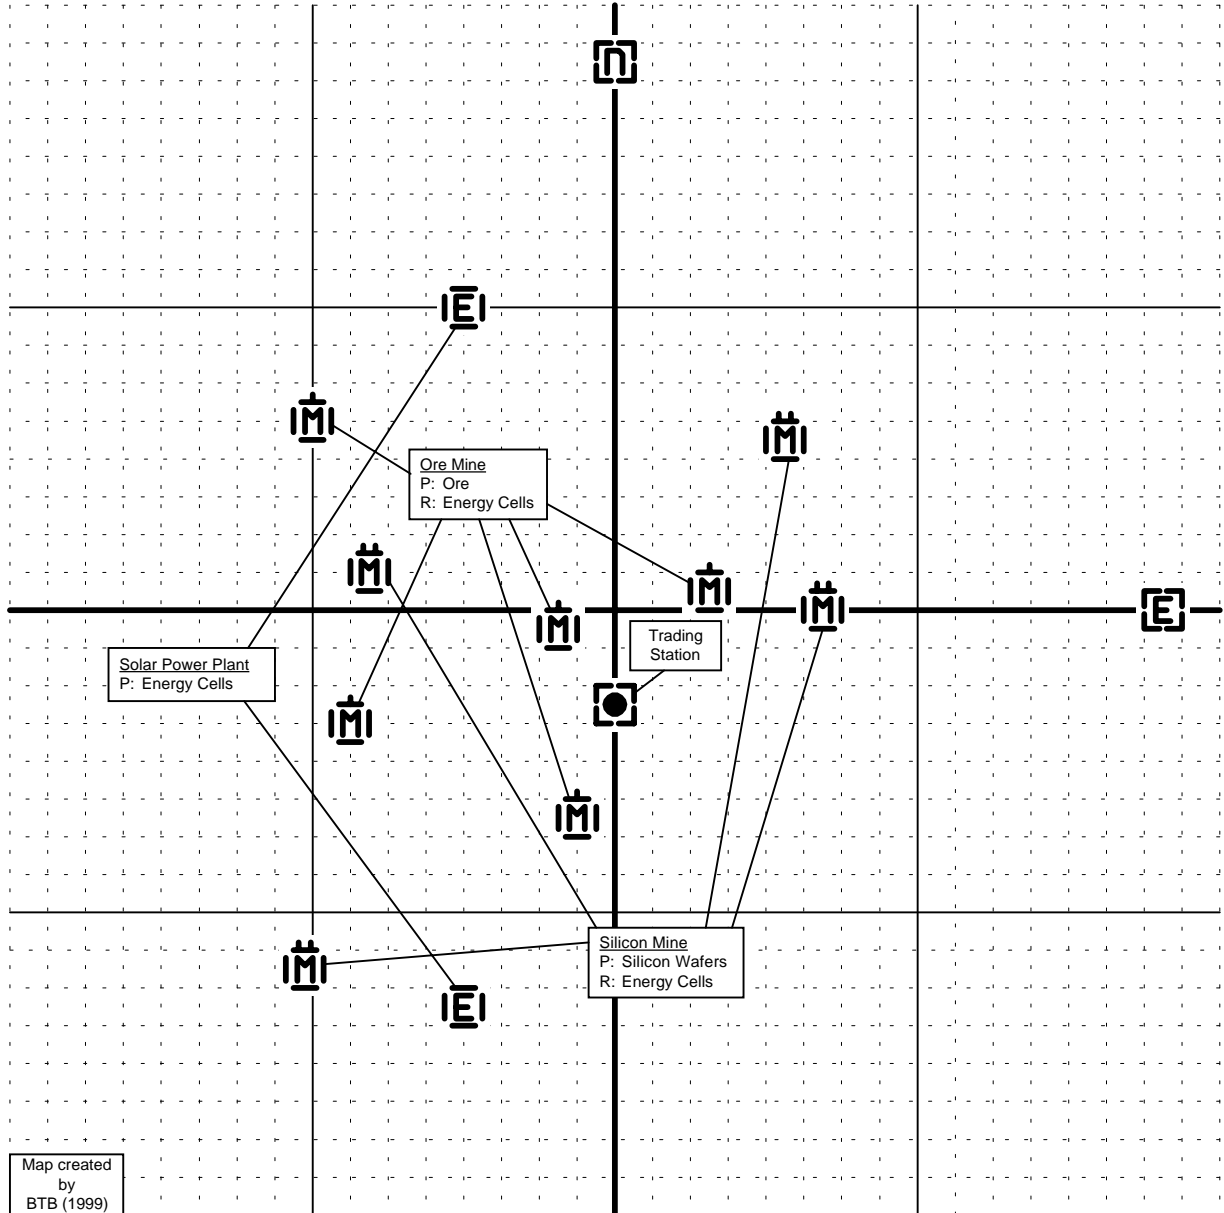 n
E
M
M
Ore Mine
P: Ore
R: Energy Cells
M
M
M
E
M
Trading
Station
Solar Power Plant
P: Energy Cells
M
M
Silicon Mine
P: Silicon Wafers
R: Energy Cells
M
E
Map created
by
BTB (1999)